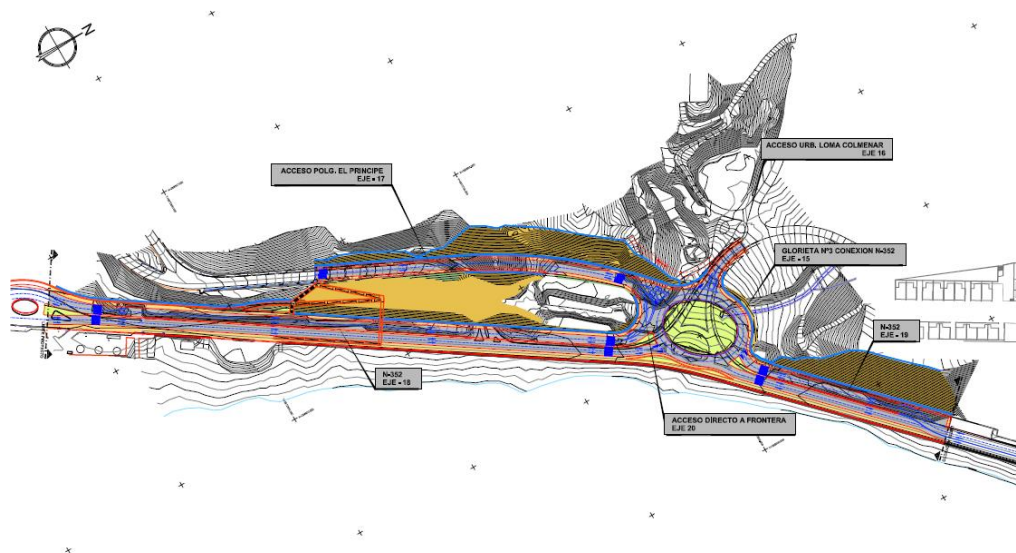 N
ACCESO URB. LOMA COLMENAR
EJE 16
ACCESO POLG. EL PRINCIPE
EJE - 17
GLORIETA Nº3 CONEXION N-352
EJE - 15
N-352
EJE - 19
N-352
EJE - 18
ACCESO DIRECTO A FRONTERA
EJE 20